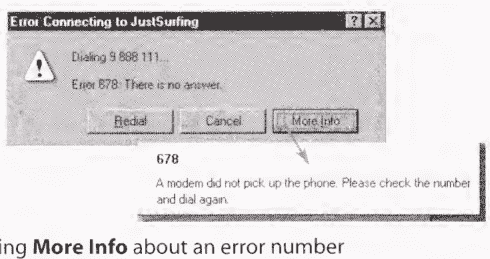 Error Connecting to JustSurfing
Dialing 9 888 111...
Error 678: There is no answer.
Redial Cancel More Info
678
A modem did not pick up the phone. Please check the number
and dial again.
ing More Info about an error number